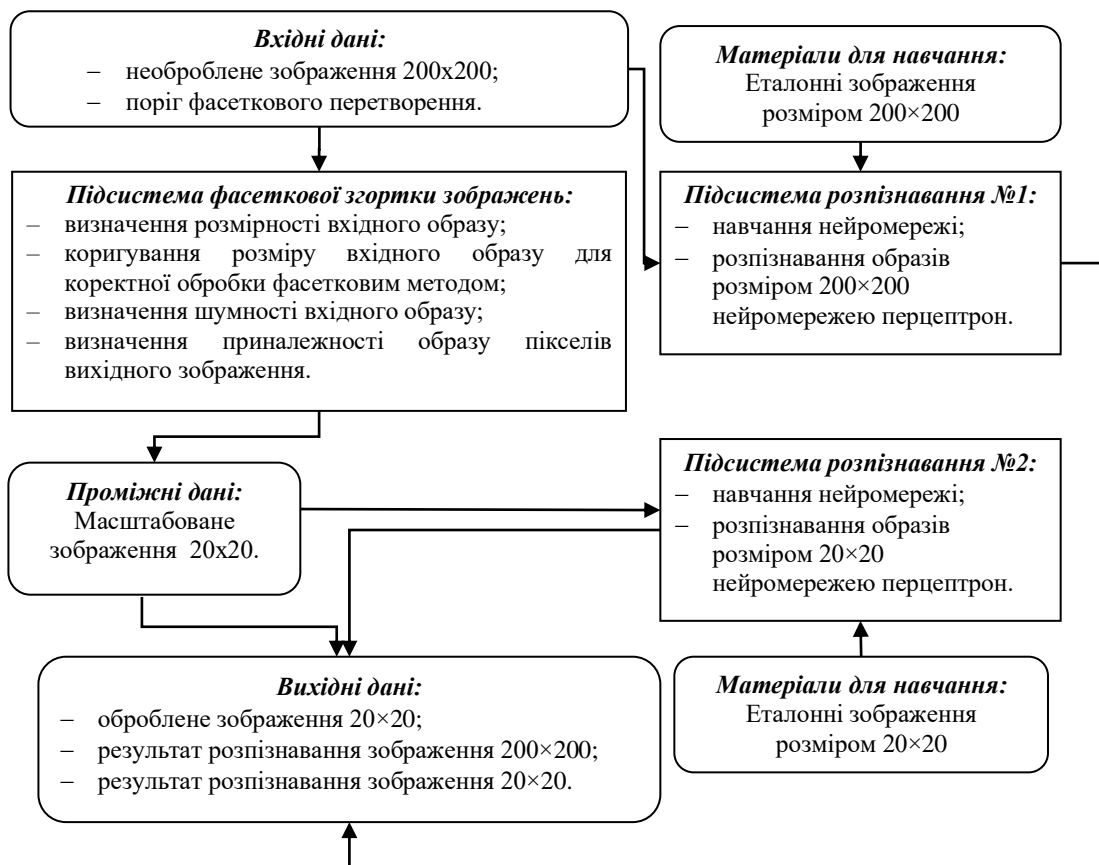 Вхідні дані:
– необроблене зображення 200х200;
– поріг фасеткового перетворення.
Матеріали для навчання:
Еталонні зображення
розміром 200×200
Підсистема фасеткової згортки зображень:
– визначення розмірності вхідного образу;
– коригування розміру вхідного образу для
коректної обробки фасетковим методом;
– визначення шумності вхідного образу;
– визначення приналежності образу пікселів
вихідного зображення.
Підсистема розпізнавання №1:
– навчання нейромережі;
– розпізнавання образів
розміром 200×200
нейромережею перцептрон.
Проміжні дані:
Масштабоване
зображення 20х20.
Підсистема розпізнавання №2:
– навчання нейромережі;
– розпізнавання образів
розміром 20×20
нейромережею перцептрон.
Вихідні дані:
– оброблене зображення 20×20;
– результат розпізнавання зображення 200×200;
– результат розпізнавання зображення 20×20.
Матеріали для навчання:
Еталонні зображення
розміром 20×20